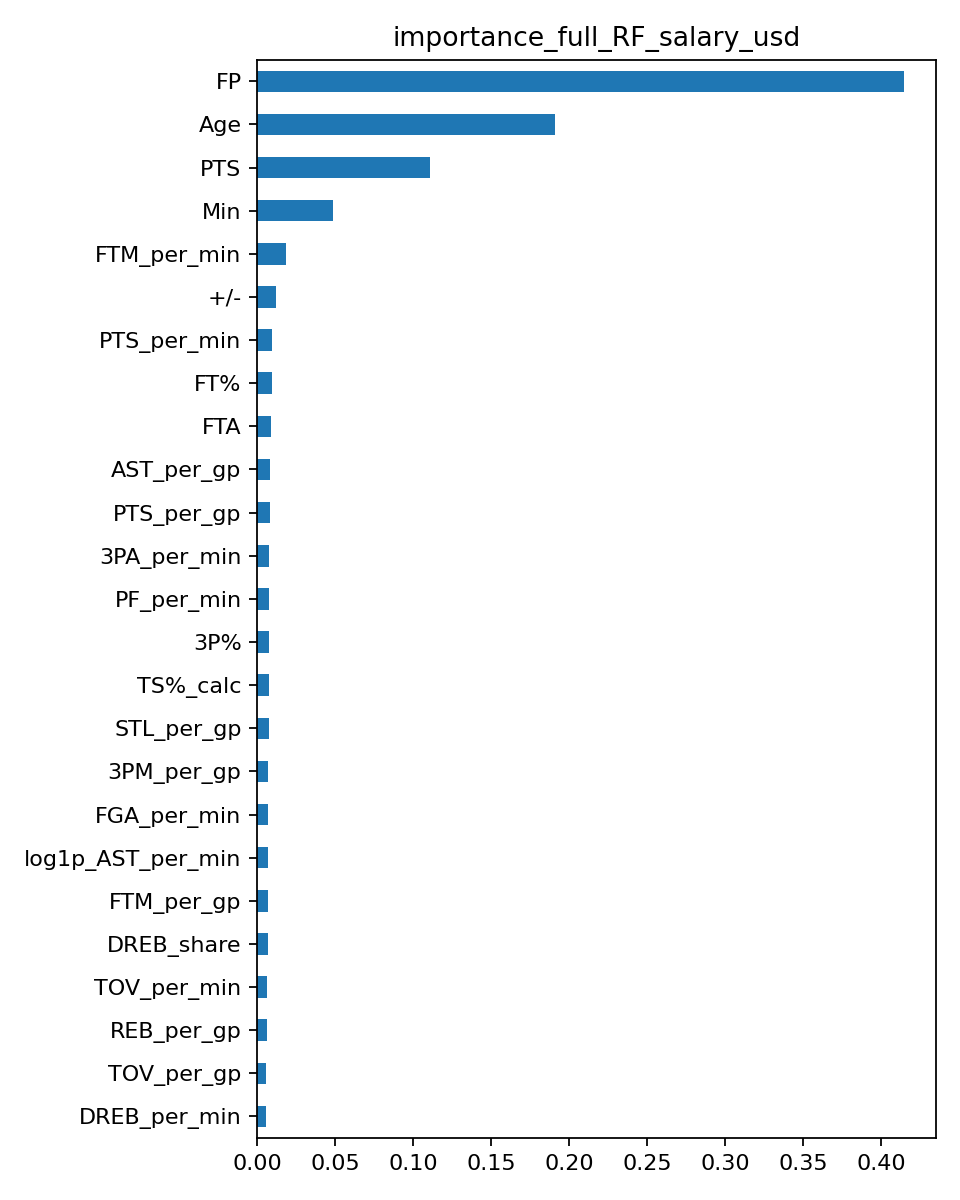 importance_full_RF_salary_usd
FP
Age
PTS
Min
FTM_per_min
+/-
PTS_per_min
FT%
FTA
AST_per_gp
PTS_per_gp
3PA_per_min
PF_per_min
3P%
TS%_calc
STL_per_gp
3PM_per_gp
FGA_per_min
log1p_AST_per_min
FTM_per_gp
DREB_share
TOV_per_min
REB_per_gp
TOV_per_gp
DREB_per_min
0.00 0.05 0.10 0.15 0.20 0.25 0.30 0.35 0.40